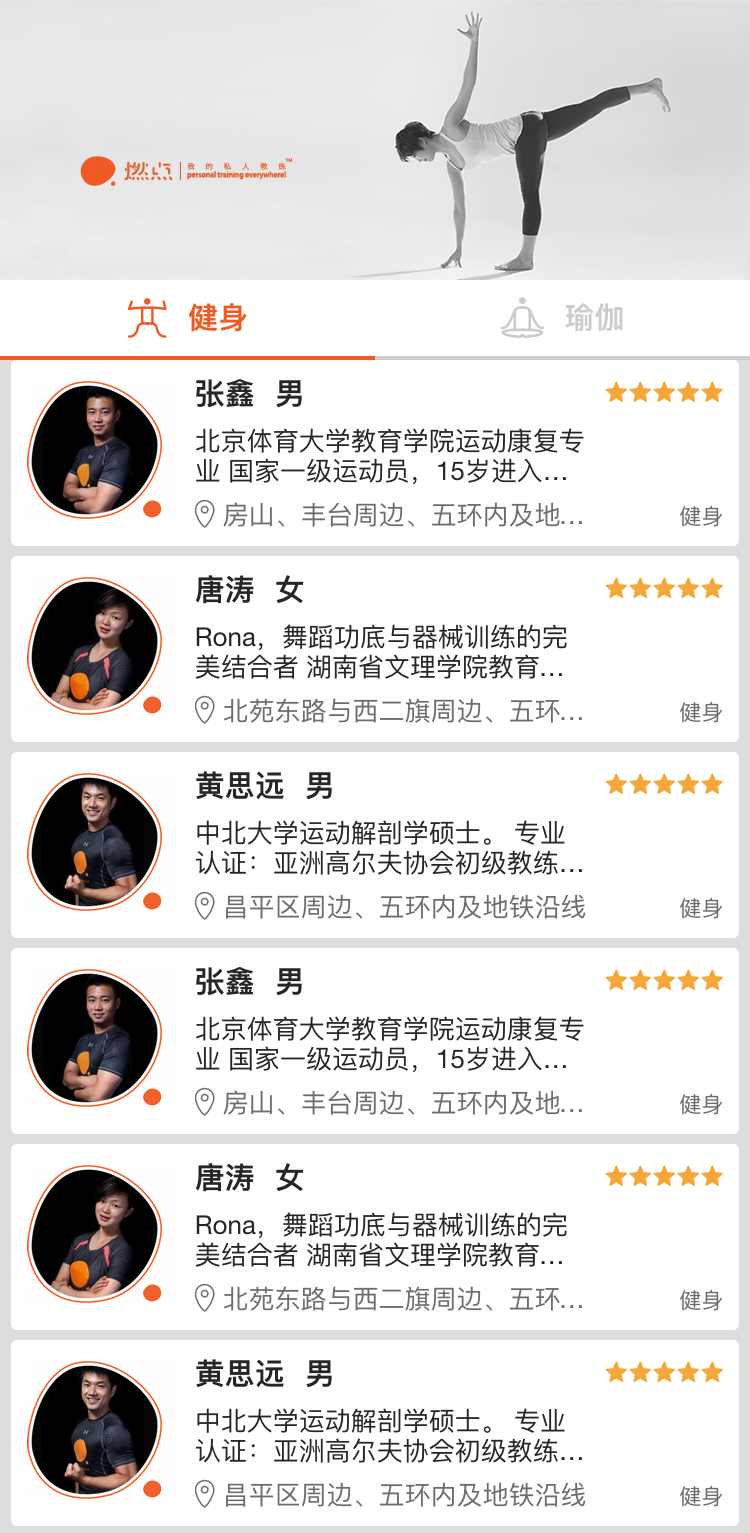 燃点 我的私人教练™
personal training everywhere!
健身 瑜伽
张鑫 男
北京体育大学教育学院运动康复专
业 国家一级运动员，15岁进入...
房山、丰台周边、五环内及地... 健身
唐涛 女
Rona，舞蹈功底与器械训练的完
美结合者 湖南省文理学院教育...
北苑东路与西二旗周边、五环... 健身
黄思远 男
中北大学运动解剖学硕士。 专业
认证：亚洲高尔夫协会初级教练...
昌平区周边、五环内及地铁沿线 健身
张鑫 男
北京体育大学教育学院运动康复专
业 国家一级运动员，15岁进入...
房山、丰台周边、五环内及地... 健身
唐涛 女
Rona，舞蹈功底与器械训练的完
美结合者 湖南省文理学院教育...
北苑东路与西二旗周边、五环... 健身
黄思远 男
中北大学运动解剖学硕士。 专业
认证：亚洲高尔夫协会初级教练...
昌平区周边、五环内及地铁沿线 健身